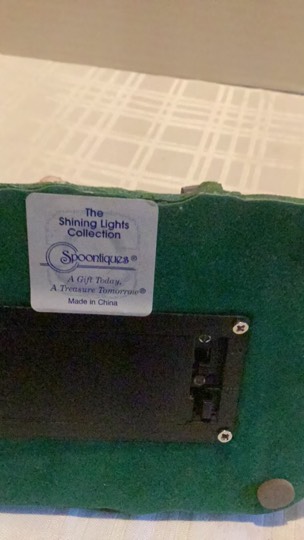 The
Shining Lights
Collection
Spoontiques®
A Gift Today,
A Treasure Tomorrow®
Made in China